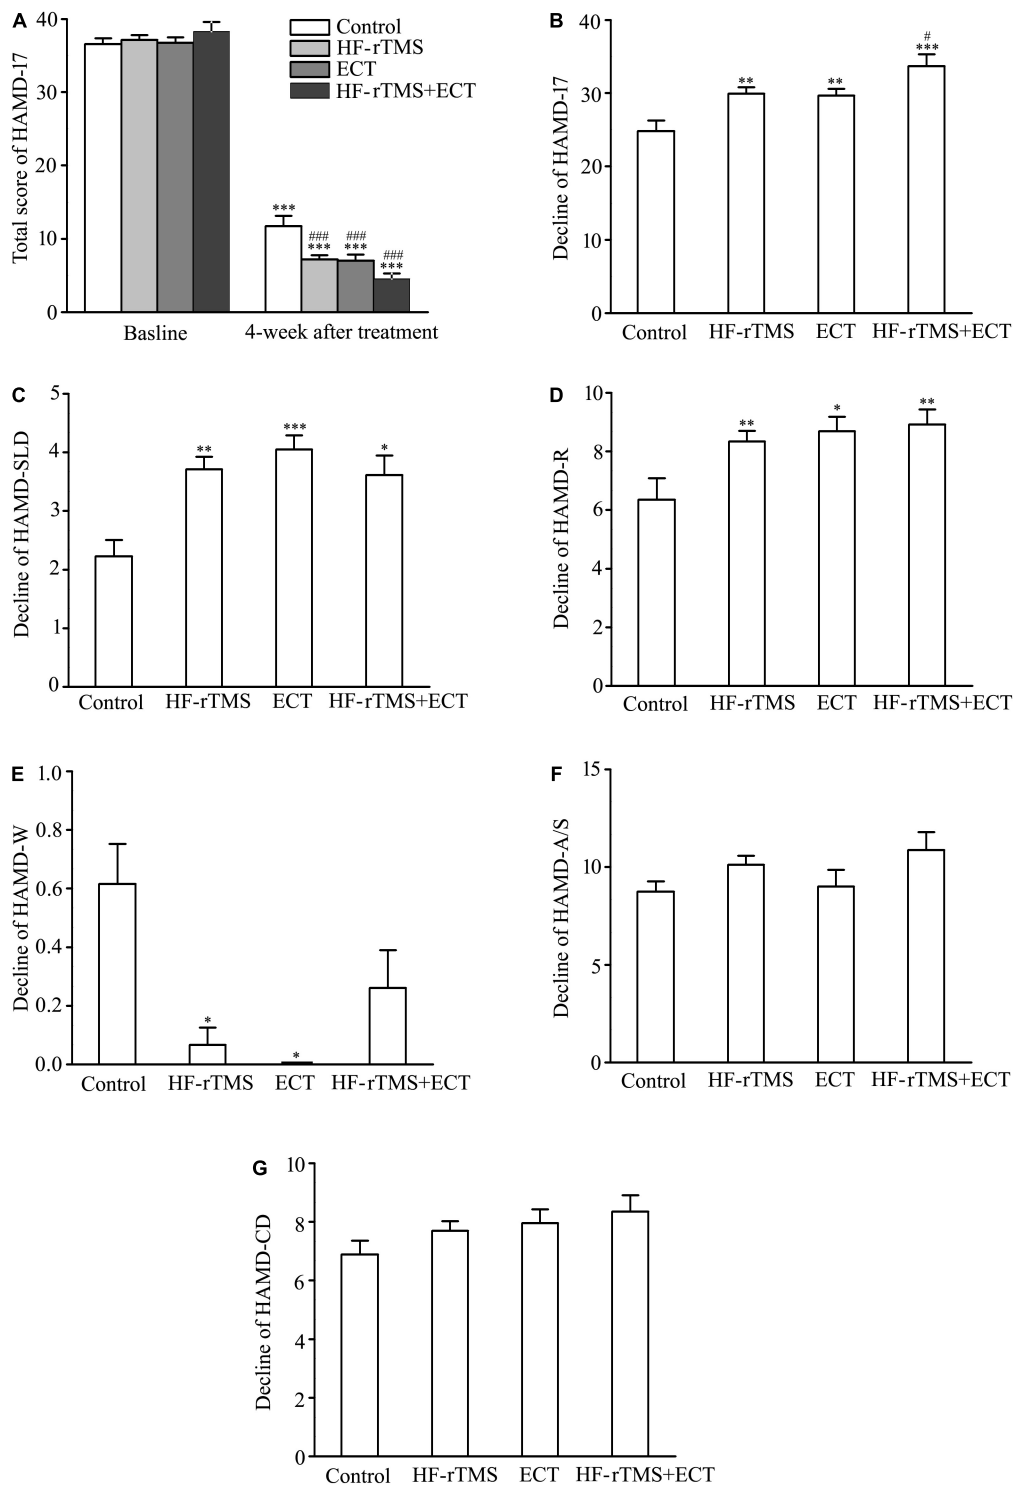 A
Total score of HAMD-17
40
30
20
10
0
Control
HF-rTMS
ECT
HF-rTMS+ECT
***
###
***
###
***
###
***
Basline
4-week after treatment
B
Decline of HAMD-17
40
30
20
10
0
**
**
#
***
Control
HF-rTMS
ECT
HF-rTMS+ECT
C
Decline of HAMD-SLD
5
4
3
2
1
0
**
***
*
Control
HF-rTMS
ECT
HF-rTMS+ECT
D
Decline of HAMD-R
10
8
6
4
2
0
**
*
**
Control
HF-rTMS
ECT
HF-rTMS+ECT
E
Decline of HAMD-W
1.0
0.8
0.6
0.4
0.2
0.0
*
*
Control
HF-rTMS
ECT
HF-rTMS+ECT
F
Decline of HAMD-A/S
15
10
5
0
Control
HF-rTMS
ECT
HF-rTMS+ECT
G
Decline of HAMD-CD
10
8
6
4
2
0
Control
HF-rTMS
ECT
HF-rTMS+ECT